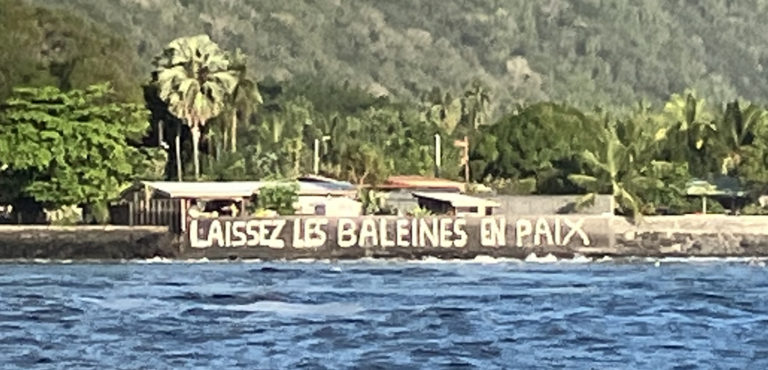 LAISSEZ LES BALEINES EN PAIX